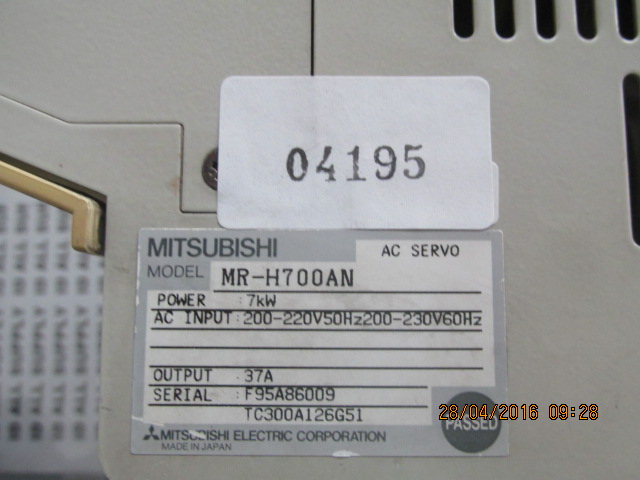 04195
MITSUBISHI AC SERVO
MODEL MR-H700AN
POWER :7kW
AC INPUT:200-220V50Hz200-230V60Hz
OUTPUT :37A
SERIAL :F95A86009
TC300A126G51
PASSED
MITSUBISHI ELECTRIC CORPORATION
MADE IN JAPAN
28/04/2016 09:28